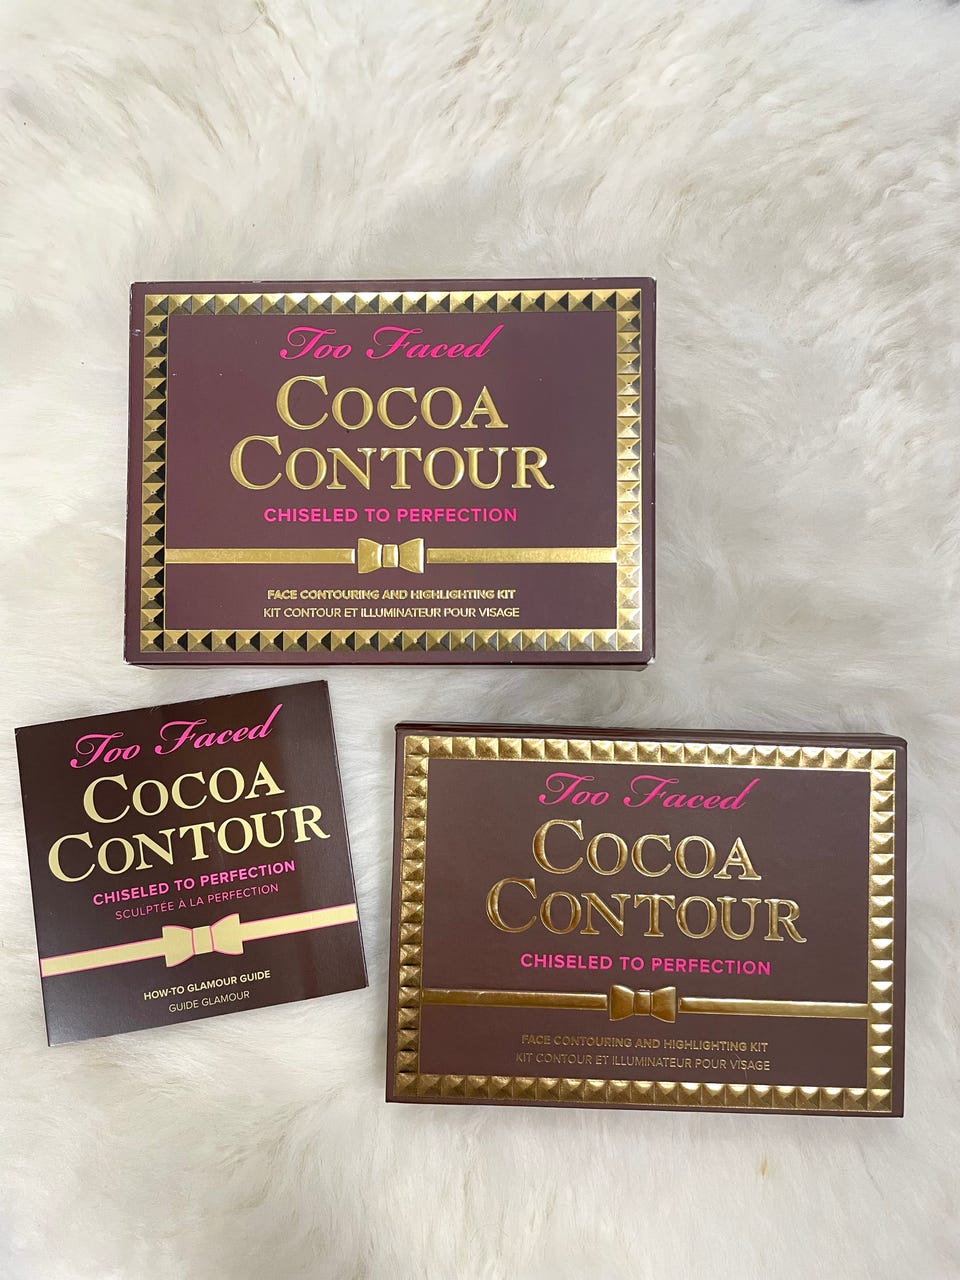 Too Faced
COCOA
CONTOUR
CHISELED TO PERFECTION
FACE CONTOURING AND HIGHLIGHTING KIT
KIT CONTOUR ET ILLUMINATEUR POUR VISAGE
Too Faced
COCOA
CONTOUR
CHISELED TO PERFECTION
SCULPTÉE À LA PERFECTION
HOW-TO GLAMOUR GUIDE
GUIDE GLAMOUR
Too Faced
COCOA
CONTOUR
CHISELED TO PERFECTION
FACE CONTOURING AND HIGHLIGHTING KIT
KIT CONTOUR ET ILLUMINATEUR POUR VISAGE